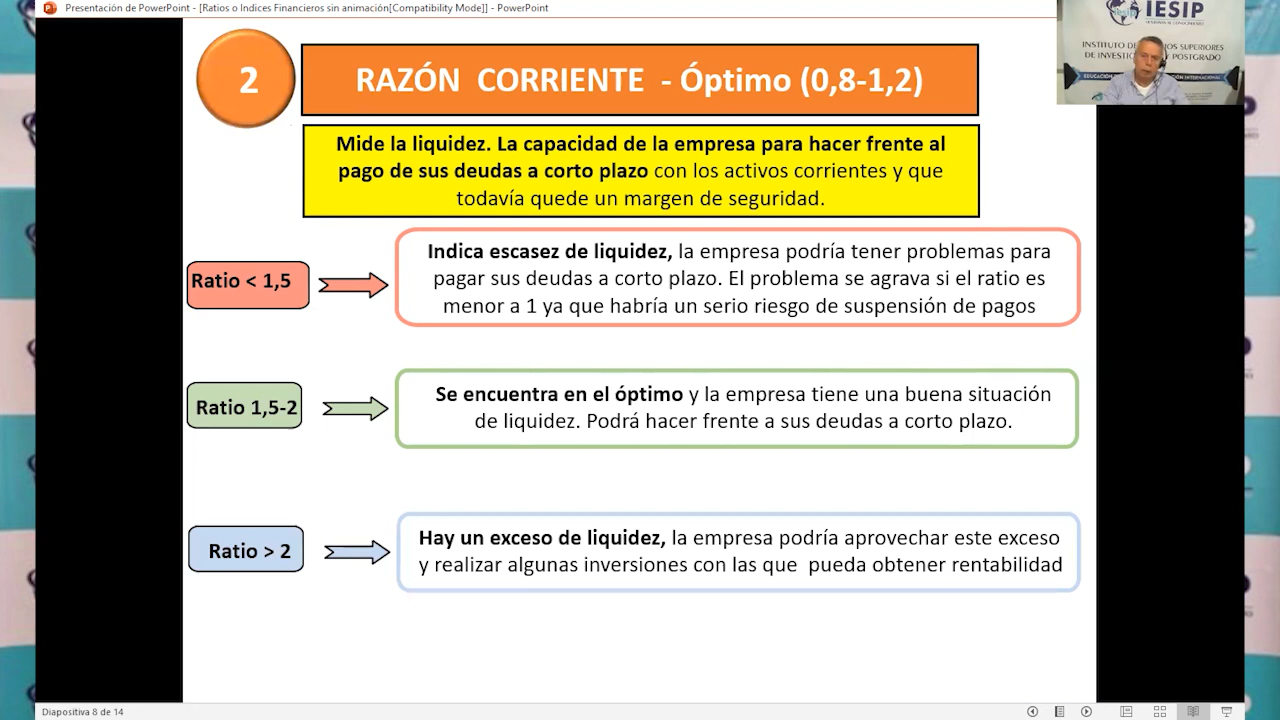 Presentación de PowerPoint - [Ratios o Indices Financieros sin animación[Compatibility Mode]] - PowerPoint
IESIP
INSTITUTO DE SUPERIORES
DE INVESTI Y POSTGRADO
2
RAZÓN CORRIENTE - Óptimo (0,8-1,2)
Mide la liquidez. La capacidad de la empresa para hacer frente al
pago de sus deudas a corto plazo con los activos corrientes y que
todavía quede un margen de seguridad.
Ratio < 1,5
Indica escasez de liquidez, la empresa podría tener problemas para
pagar sus deudas a corto plazo. El problema se agrava si el ratio es
menor a 1 ya que habría un serio riesgo de suspensión de pagos
Ratio 1,5-2
Se encuentra en el óptimo y la empresa tiene una buena situación
de liquidez. Podrá hacer frente a sus deudas a corto plazo.
Ratio > 2
Hay un exceso de liquidez, la empresa podría aprovechar este exceso
y realizar algunas inversiones con las que pueda obtener rentabilidad
Diapositiva 8 de 14